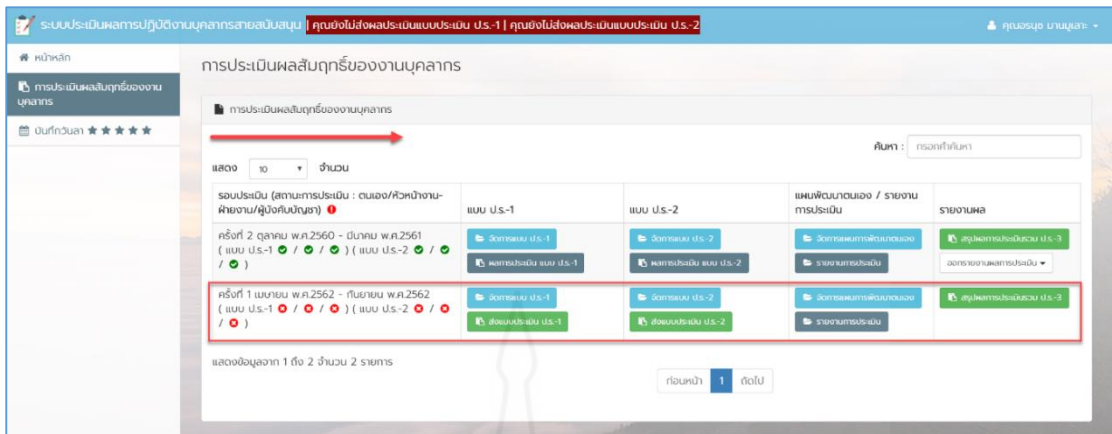 ระบบประเมินผลการปฏิบัติงานบุคลากรสายสนับสนุน | คุณยังไม่ส่งผลประเมินแบบประเมิน ป.ร.-1 | คุณยังไม่ส่งผลประเมินแบบประเมิน ป.ร.-2
หน้าหลัก
การประเมินผลสัมฤทธิ์ของงาน
บุคลากร
บันทึกวันลา ★ ★ ★ ★ ★
การประเมินผลสัมฤทธิ์ของงานบุคลากร
การประเมินผลสัมฤทธิ์ของงานบุคลากร
ค้นหา : กรอกคำค้นหา
แสดง 10 จำนวน
รอบประเมิน (สถานะการประเมิน : ตนเอง/หัวหน้างาน-
ฝ่ายงาน/ผู้บังคับบัญชา)
แบบ ป.ร.-1
แบบ ป.ร.-2
แผนพัฒนาตนเอง / รายงาน
การประเมิน
รายงานผล
ครั้งที่ 2 ตุลาคม พ.ศ.2560 - มีนาคม พ.ศ.2561
( แบบ ป.ร.-1 / / ) ( แบบ ป.ร.-2 /
/ )
จัดการแบบ ป.ร.-1
ผลการประเมิน แบบ ป.ร.-1
จัดการแบบ ป.ร.-2
ผลการประเมิน แบบ ป.ร.-2
จัดการแผนการพัฒนาตนเอง
รายงานการประเมิน
สรุปผลการประเมินรวม ป.ร.-3
ออกรายงานผลการประเมิน
ครั้งที่ 1 เมษายน พ.ศ.2562 - กันยายน พ.ศ.2562
( แบบ ป.ร.-1 / / ) ( แบบ ป.ร.-2 /
/ )
จัดการแบบ ป.ร.-1
ส่งแบบประเมิน ป.ร.-1
จัดการแบบ ป.ร.-2
ส่งแบบประเมิน ป.ร.-2
จัดการแผนการพัฒนาตนเอง
รายงานการประเมิน
สรุปผลการประเมินรวม ป.ร.-3
แสดงข้อมูลจาก 1 ถึง 2 จำนวน 2 รายการ
ก่อนหน้า 1 ถัดไป